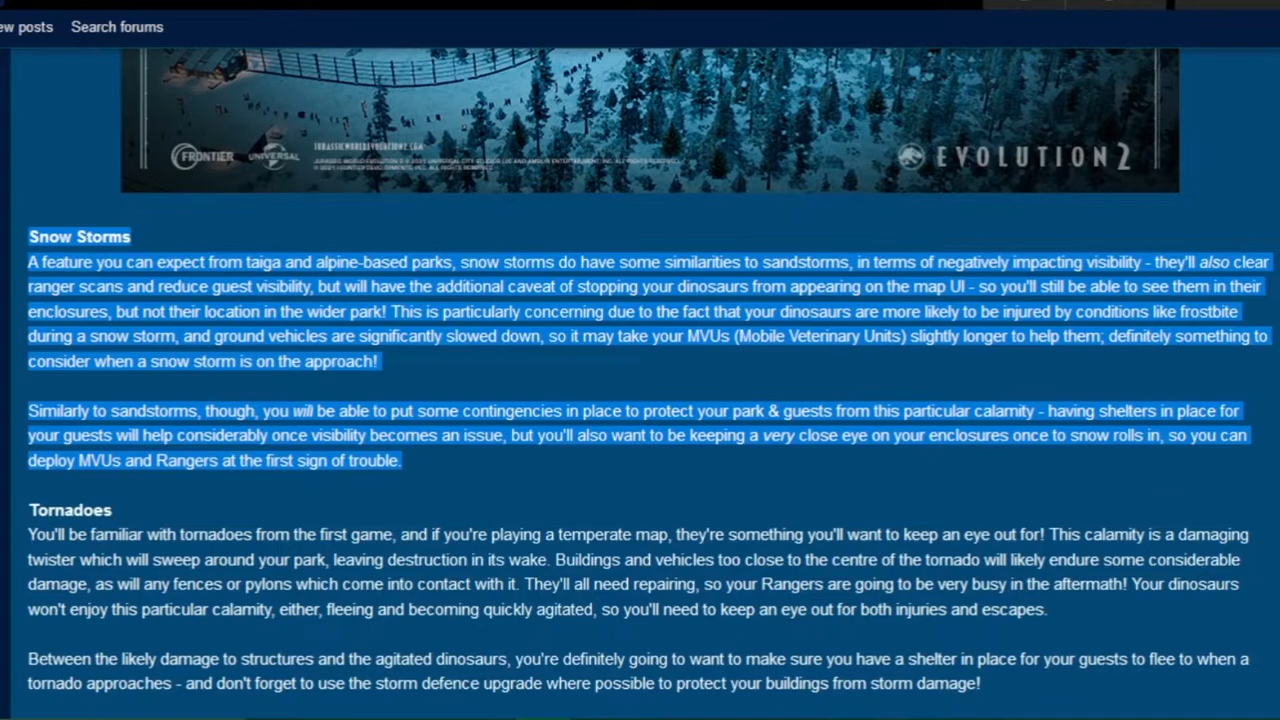 ew posts Search forums
FRONTIER UNIVERSAL JURASSICWORLDEVOLUTION2.COM
EVOLUTION 2
Snow Storms
A feature you can expect from taiga and alpine-based parks, snow storms do have some similarities to sandstorms, in terms of negatively impacting visibility - they'll also clear
ranger scans and reduce guest visibility, but will have the additional caveat of stopping your dinosaurs from appearing on the map UI - so you'll still be able to see them in their
enclosures, but not their location in the wider park! This is particularly concerning due to the fact that your dinosaurs are more likely to be injured by conditions like frostbite
during a snow storm, and ground vehicles are significantly slowed down, so it may take your MVUs (Mobile Veterinary Units) slightly longer to help them; definitely something to
consider when a snow storm is on the approach!
Similarly to sandstorms, though, you will be able to put some contingencies in place to protect your park & guests from this particular calamity - having shelters in place for
your guests will help considerably once visibility becomes an issue, but you'll also want to be keeping a very close eye on your enclosures once to snow rolls in, so you can
deploy MVUs and Rangers at the first sign of trouble.
Tornadoes
You'll be familiar with tornadoes from the first game, and if you're playing a temperate map, they're something you'll want to keep an eye out for! This calamity is a damaging
twister which will sweep around your park, leaving destruction in its wake. Buildings and vehicles too close to the centre of the tornado will likely endure some considerable
damage, as will any fences or pylons which come into contact with it. They'll all need repairing, so your Rangers are going to be very busy in the aftermath! Your dinosaurs
won't enjoy this particular calamity, either, fleeing and becoming quickly agitated, so you'll need to keep an eye out for both injuries and escapes.
Between the likely damage to structures and the agitated dinosaurs, you're definitely going to want to make sure you have a shelter in place for your guests to flee to when a
tornado approaches - and don't forget to use the storm defence upgrade where possible to protect your buildings from storm damage!